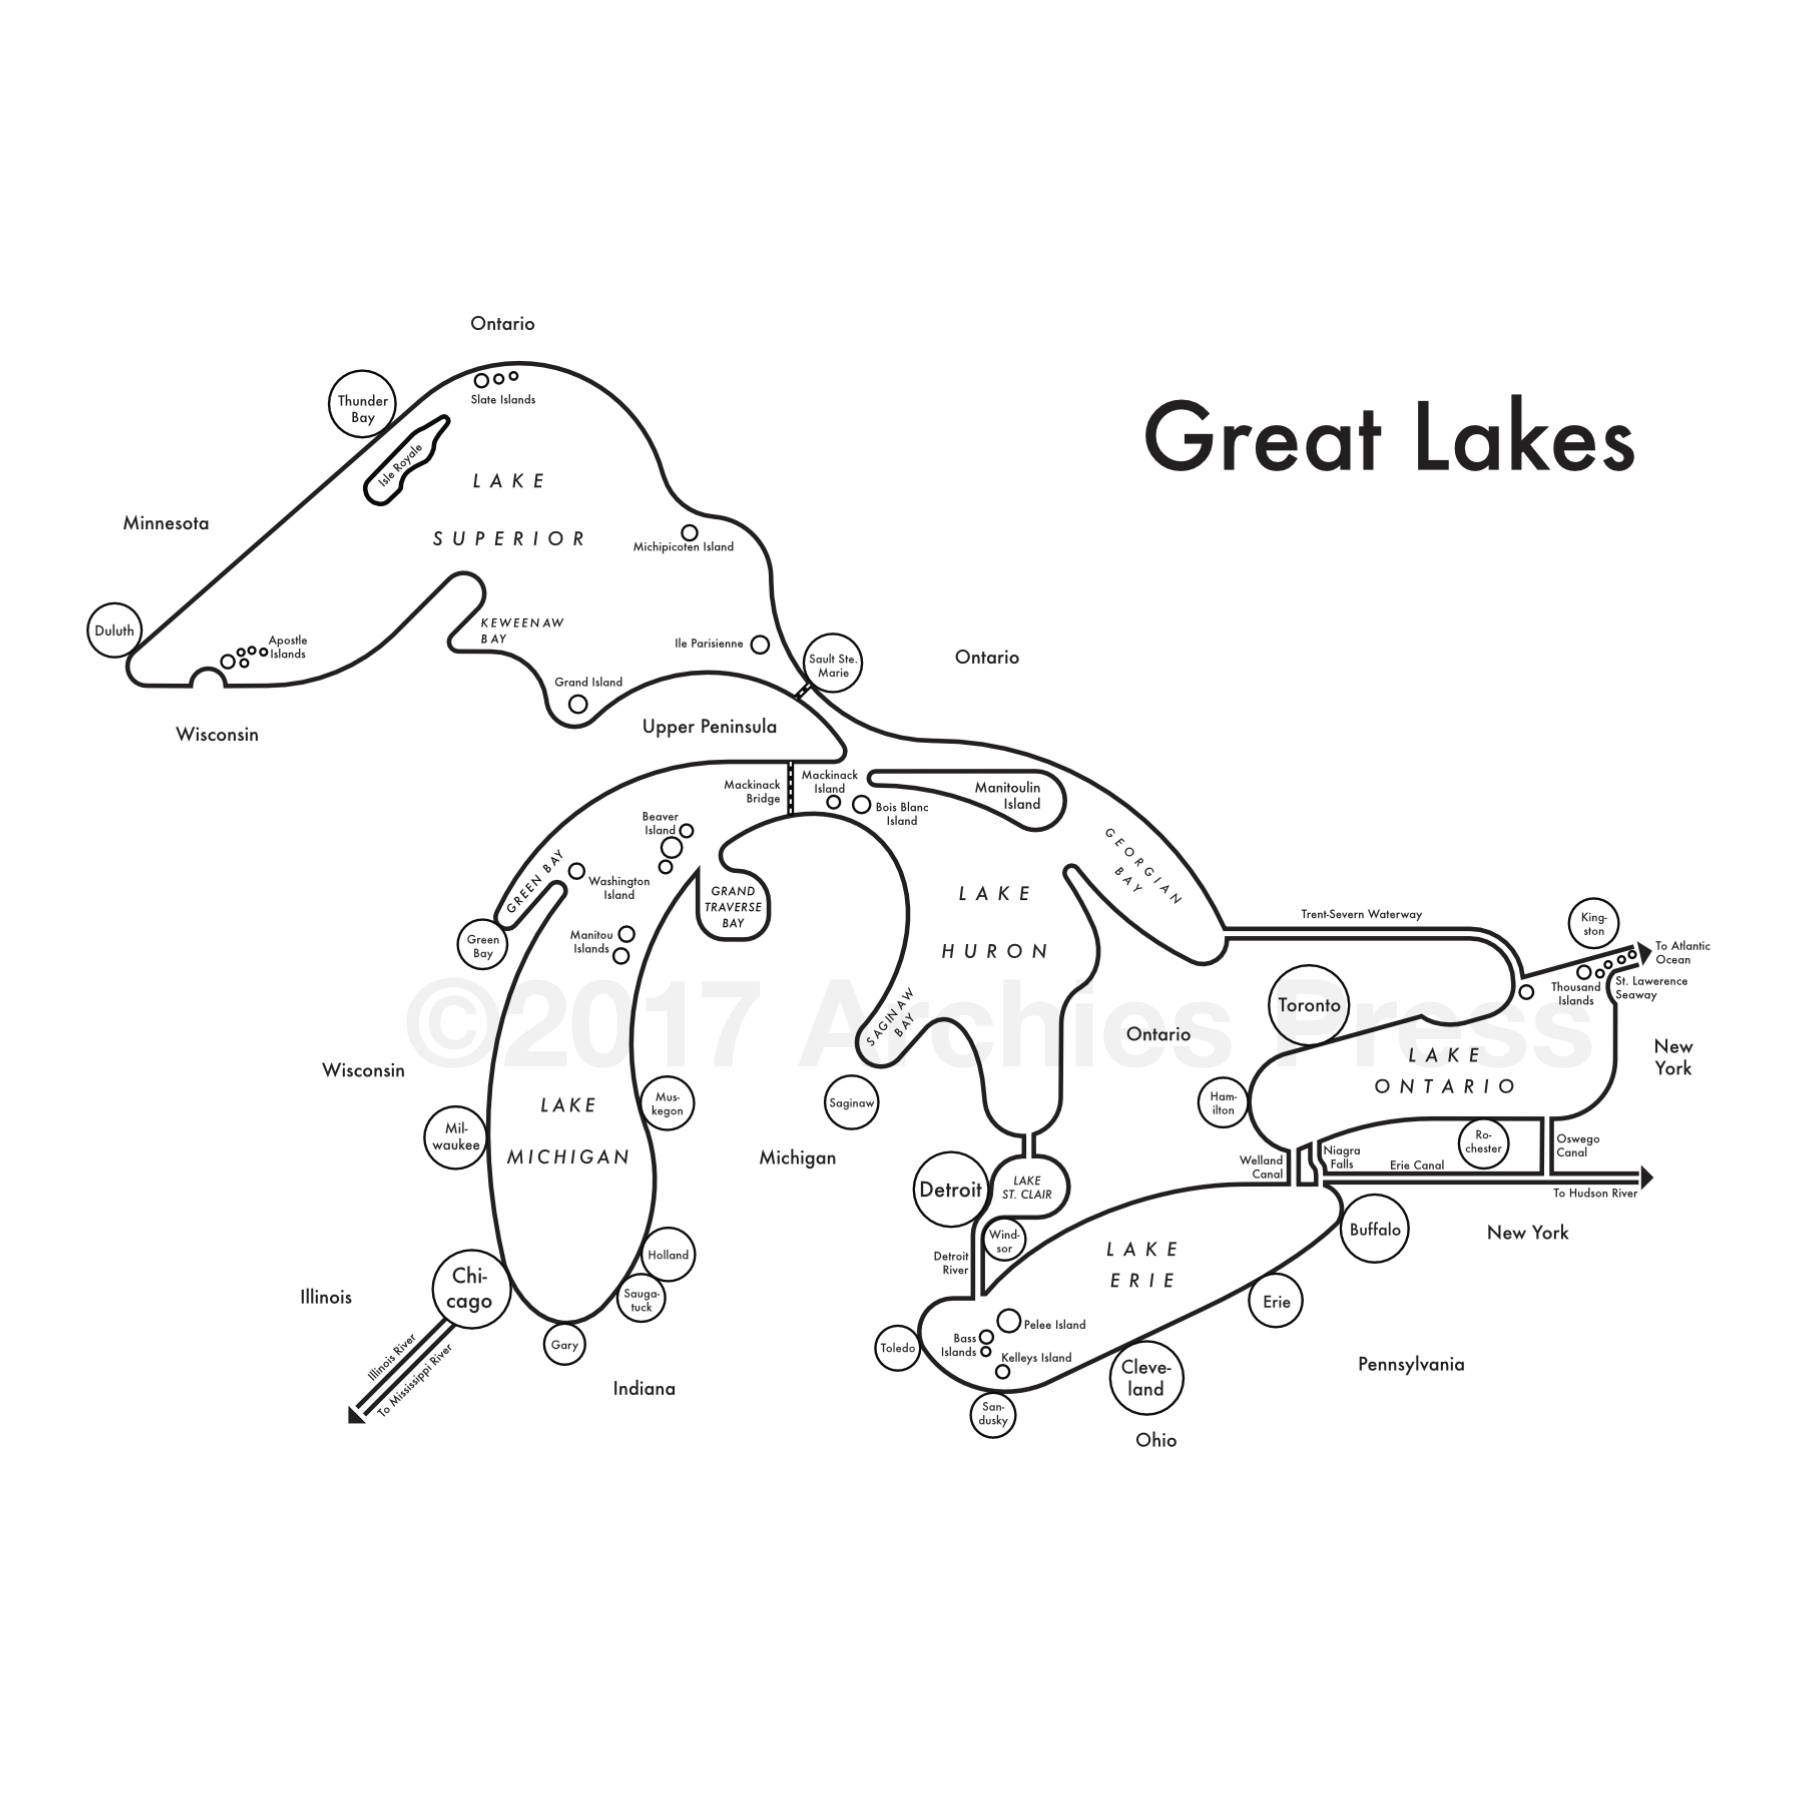 Ontario
Great Lakes
Thunder
Bay
Slate Islands
Isle Royale
LAKE
SUPERIOR
Minnesota
Michipicoten Island
Duluth
Apostle
Islands
KEWEENAW
BAY
Ile Parisienne
Sault Ste.
Marie
Ontario
Grand Island
Wisconsin
Upper Peninsula
Mackinack
Bridge
Mackinack
Island
Bois Blanc
Island
Manitoulin
Island
Beaver
Island
GREEN BAY
Washington
Island
GRAND
TRAVERSE
BAY
GEORGIAN
BAY
LAKE
HURON
Green
Bay
Manitou
Islands
Trent-Severn Waterway
King-
ston
To Atlantic
Ocean
Thousand
Islands
St. Lawerence
Seaway
©2017 Archies Press
SAGINAW
BAY
Toronto
Ontario
LAKE
ONTARIO
New
York
Wisconsin
LAKE
MICHIGAN
Mus-
kegon
Saginaw
Ham-
ilton
Mil-
waukee
Michigan
Ro-
chester
Oswego
Canal
Welland
Canal
Niagra
Falls
Erie Canal
To Hudson River
Detroit
LAKE
ST. CLAIR
Wind-
sor
Detroit
River
LAKE
ERIE
Buffalo
New York
Holland
Sauga-
tuck
Chi-
cago
Illinois
Gary
Illinois River
To Mississippi River
Indiana
Erie
Pelee Island
Bass
Islands
Kelleys Island
Toledo
Cleve-
land
Pennsylvania
San-
dusky
Ohio